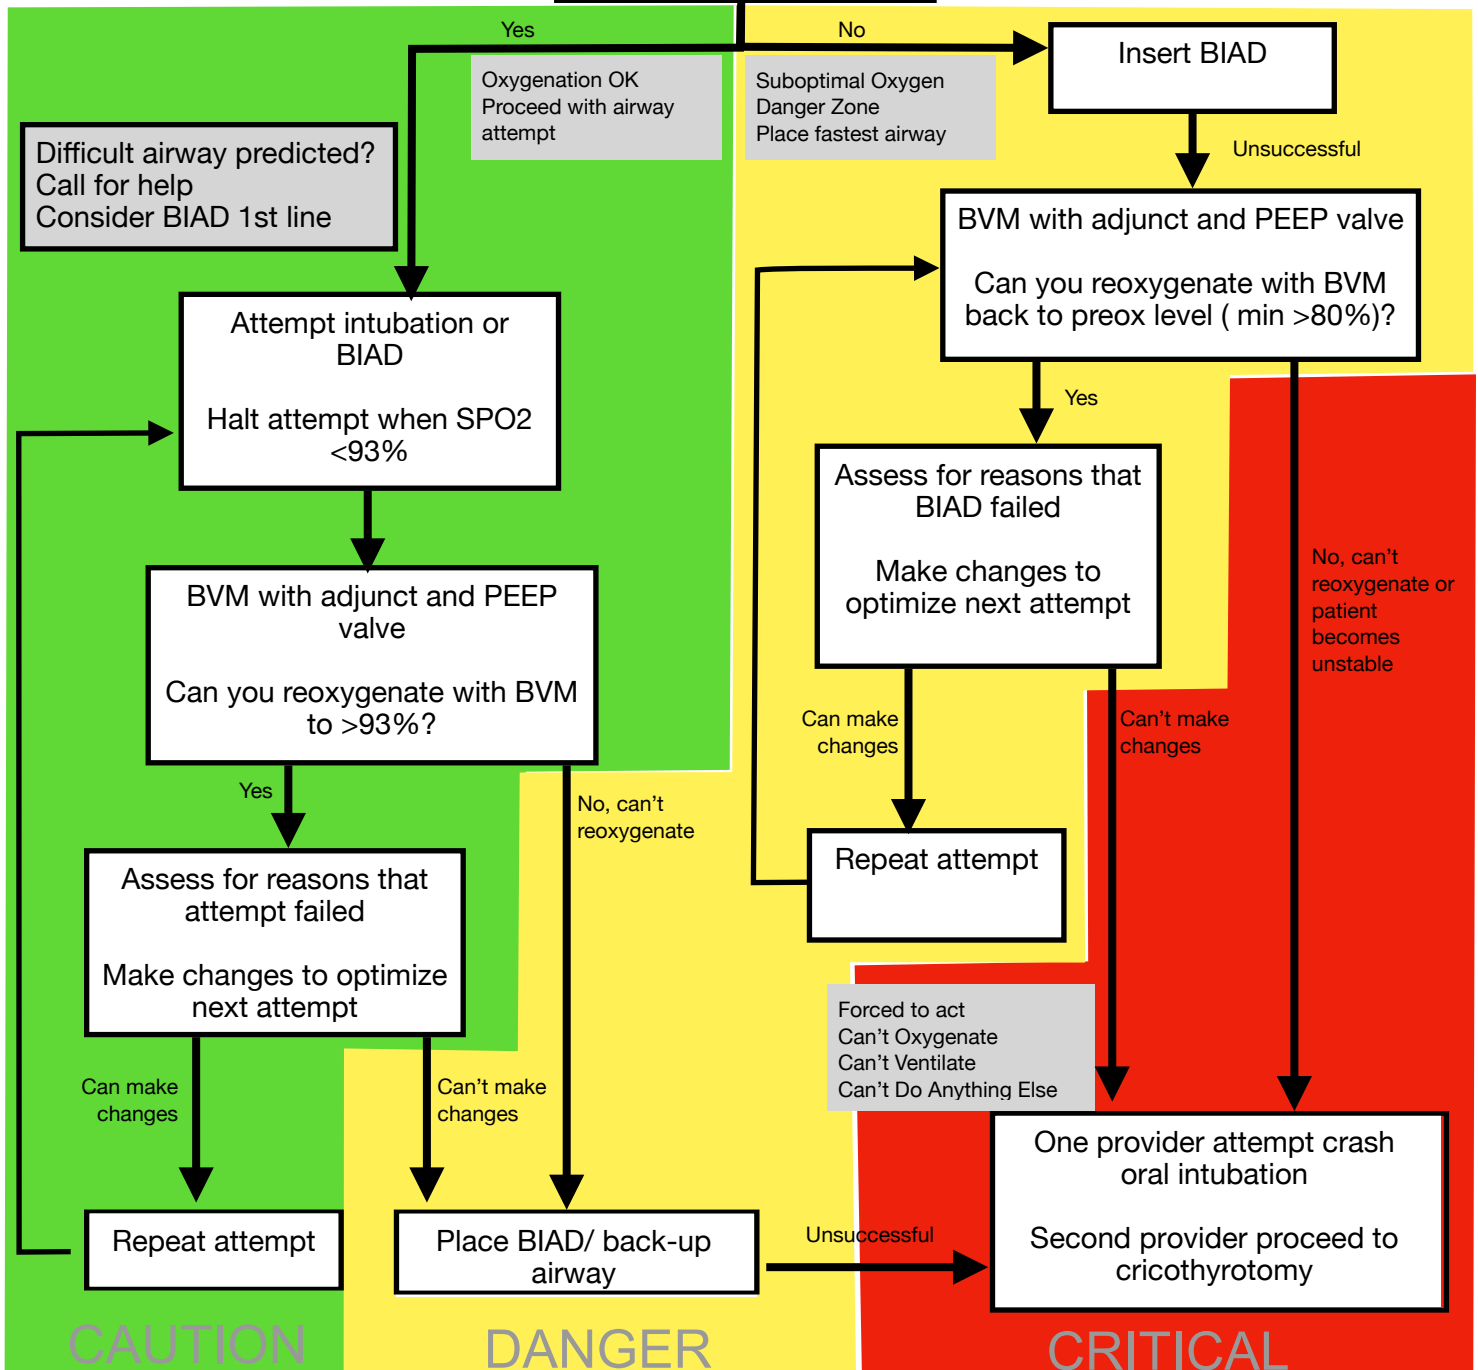 Yes
No
Insert BIAD
Oxygenation OK
Proceed with airway
attempt
Suboptimal Oxygen
Danger Zone
Place fastest airway
Difficult airway predicted?
Call for help
Consider BIAD 1st line
Unsuccessful
BVM with adjunct and PEEP valve
Can you reoxygenate with BVM
back to preox level ( min >80%)?
Attempt intubation or
BIAD
Halt attempt when SPO2
<93%
Yes
Assess for reasons that
BIAD failed
Make changes to
optimize next attempt
No, can't
reoxygenate or
patient
becomes
unstable
BVM with adjunct and PEEP
valve
Can you reoxygenate with BVM
to >93%?
Can make
changes
Can't make
changes
Yes
No, can't
reoxygenate
Repeat attempt
Assess for reasons that
attempt failed
Make changes to optimize
next attempt
Forced to act
Can't Oxygenate
Can't Ventilate
Can't Do Anything Else
Can make
changes
Can't make
changes
One provider attempt crash
oral intubation
Second provider proceed to
cricothyrotomy
Repeat attempt
Place BIAD/ back-up
airway
Unsuccessful
CAUTION
DANGER
CRITICAL